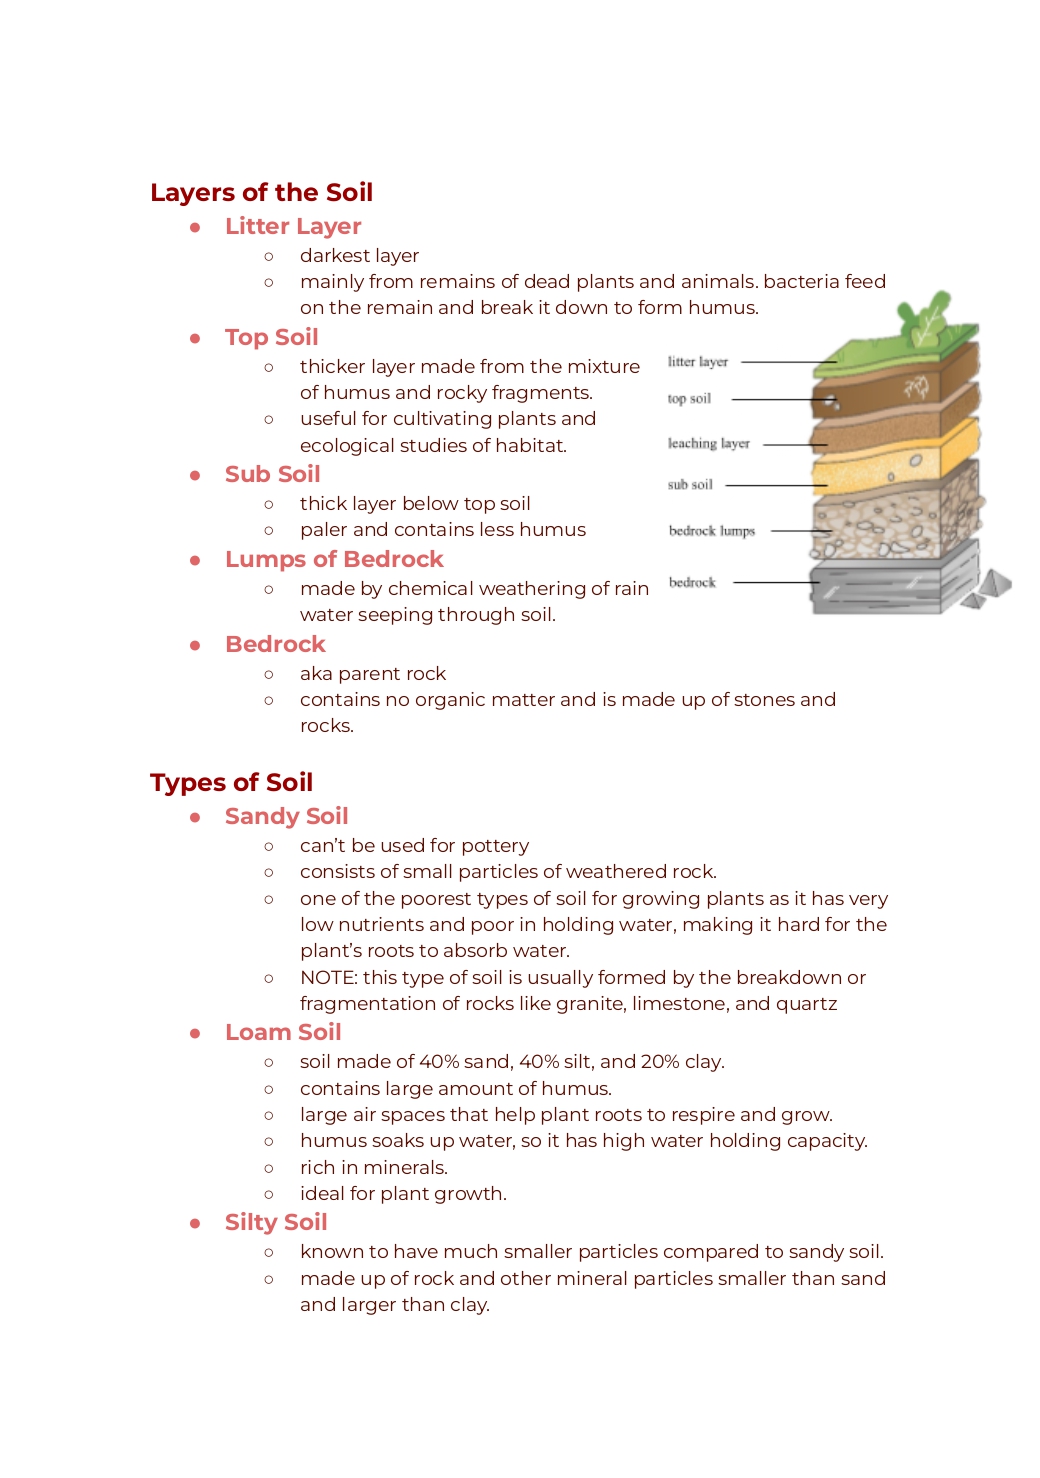 Layers of the Soil
● Litter Layer
○ darkest layer
○ mainly from remains of dead plants and animals. bacteria feed
on the remain and break it down to form humus.
● Top Soil
○ thicker layer made from the mixture
of humus and rocky fragments.
○ useful for cultivating plants and
ecological studies of habitat.
● Sub Soil
○ thick layer below top soil
○ paler and contains less humus
● Lumps of Bedrock
○ made by chemical weathering of rain
water seeping through soil.
● Bedrock
○ aka parent rock
○ contains no organic matter and is made up of stones and
rocks.
litter layer
top soil
leaching layer
sub soil
bedrock lumps
bedrock
Types of Soil
● Sandy Soil
○ can’t be used for pottery
○ consists of small particles of weathered rock.
○ one of the poorest types of soil for growing plants as it has very
low nutrients and poor in holding water, making it hard for the
plant’s roots to absorb water.
○ NOTE: this type of soil is usually formed by the breakdown or
fragmentation of rocks like granite, limestone, and quartz
● Loam Soil
○ soil made of 40% sand, 40% silt, and 20% clay.
○ contains large amount of humus.
○ large air spaces that help plant roots to respire and grow.
○ humus soaks up water, so it has high water holding capacity.
○ rich in minerals.
○ ideal for plant growth.
● Silty Soil
○ known to have much smaller particles compared to sandy soil.
○ made up of rock and other mineral particles smaller than sand
and larger than clay.